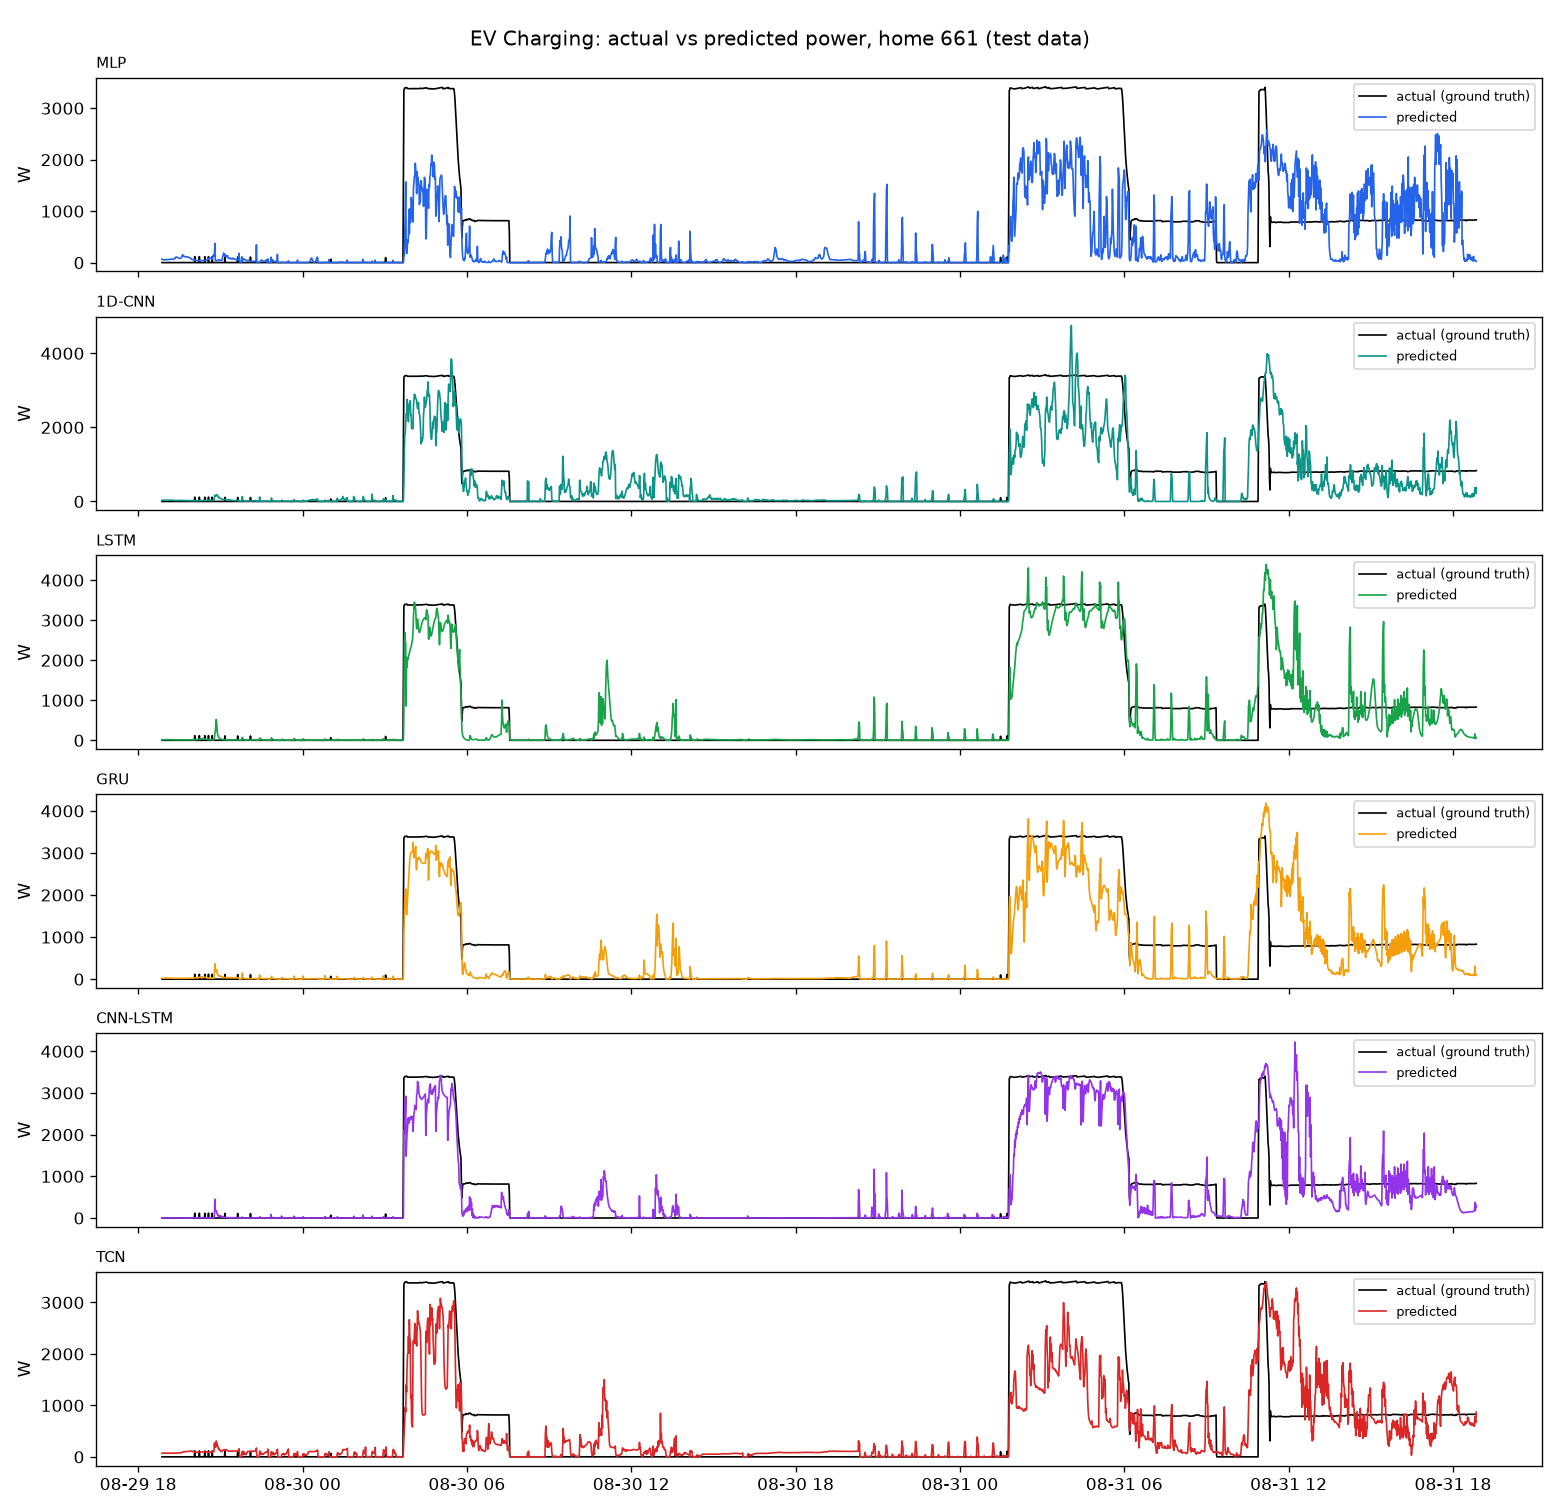 EV Charging: actual vs predicted power, home 661 (test data)
MLP
actual (ground truth)
predicted
3000
2000
1000
0
W
1D-CNN
actual (ground truth)
predicted
4000
2000
0
W
LSTM
actual (ground truth)
predicted
4000
3000
2000
1000
0
W
GRU
actual (ground truth)
predicted
4000
3000
2000
1000
0
W
CNN-LSTM
actual (ground truth)
predicted
4000
3000
2000
1000
0
W
TCN
actual (ground truth)
predicted
3000
2000
1000
0
W
08-29 18 08-30 00 08-30 06 08-30 12 08-30 18 08-31 00 08-31 06 08-31 12 08-31 18